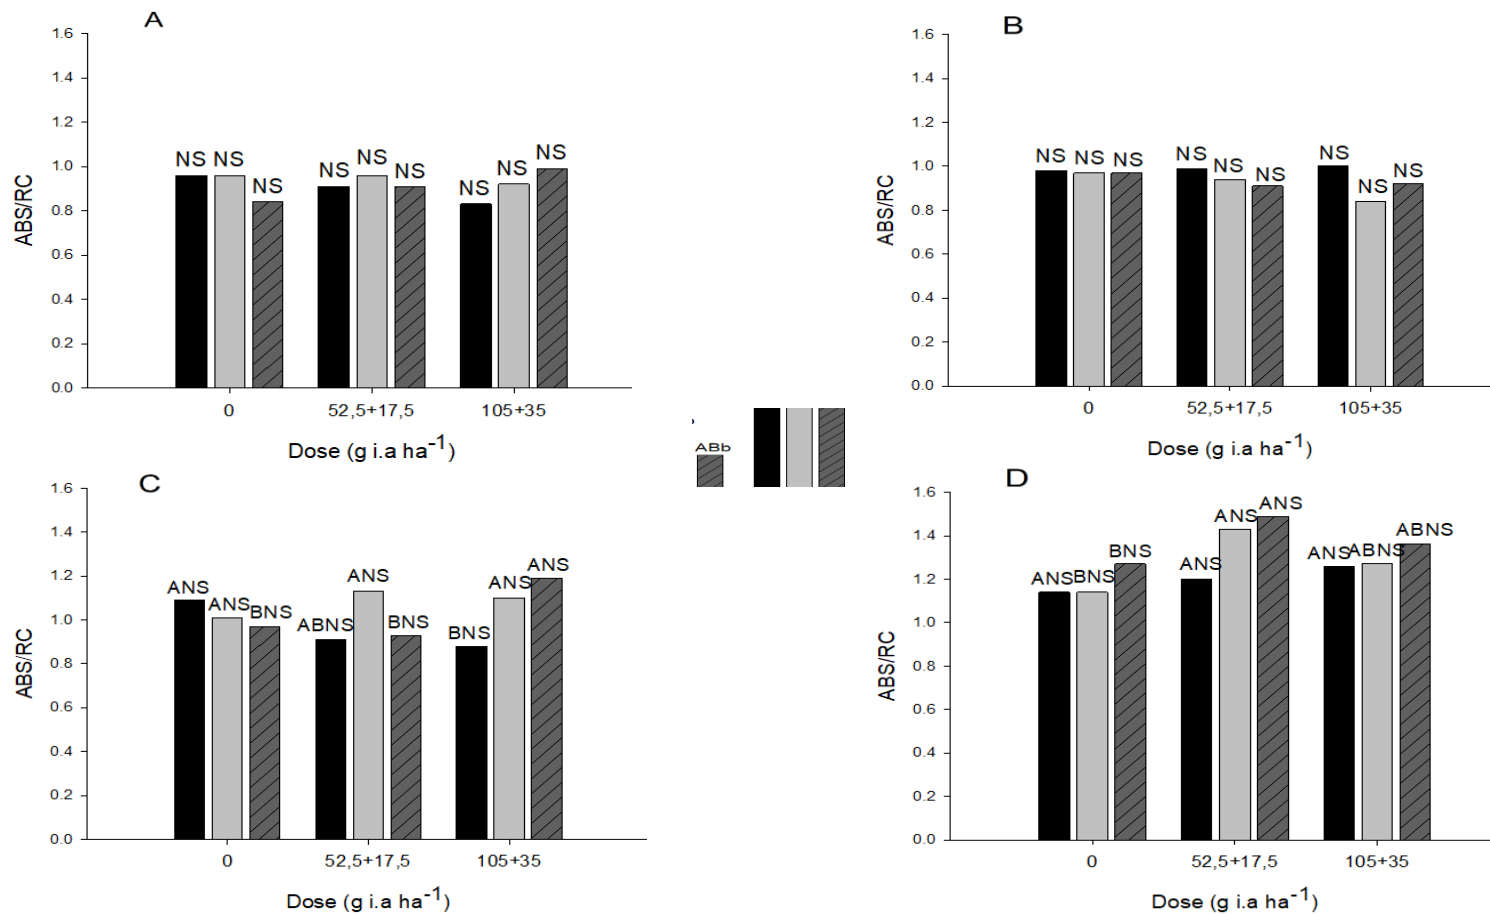 A
1.6
1.4
1.2
1.0
0.8
0.6
0.4
0.2
0.0
ABS/RC
NS NS NS
NS NS NS
NS NS NS
0 52,5+17,5 105+35
Dose (g i.a ha⁻¹)
B
1.6
1.4
1.2
1.0
0.8
0.6
0.4
0.2
0.0
ABS/RC
NS NS NS
NS NS NS
NS NS NS
0 52,5+17,5 105+35
Dose (g i.a ha⁻¹)
ABb
C
1.6
1.4
1.2
1.0
0.8
0.6
0.4
0.2
0.0
ABS/RC
ANS ANS BNS
ABNS ANS BNS
BNS ANS ANS
0 52,5+17,5 105+35
Dose (g i.a ha⁻¹)
D
1.6
1.4
1.2
1.0
0.8
0.6
0.4
0.2
0.0
ABS/RC
ANS BNS BNS
ANS ANS ANS
ANS ABNS ABNS
0 52,5+17,5 105+35
Dose (g i.a ha⁻¹)